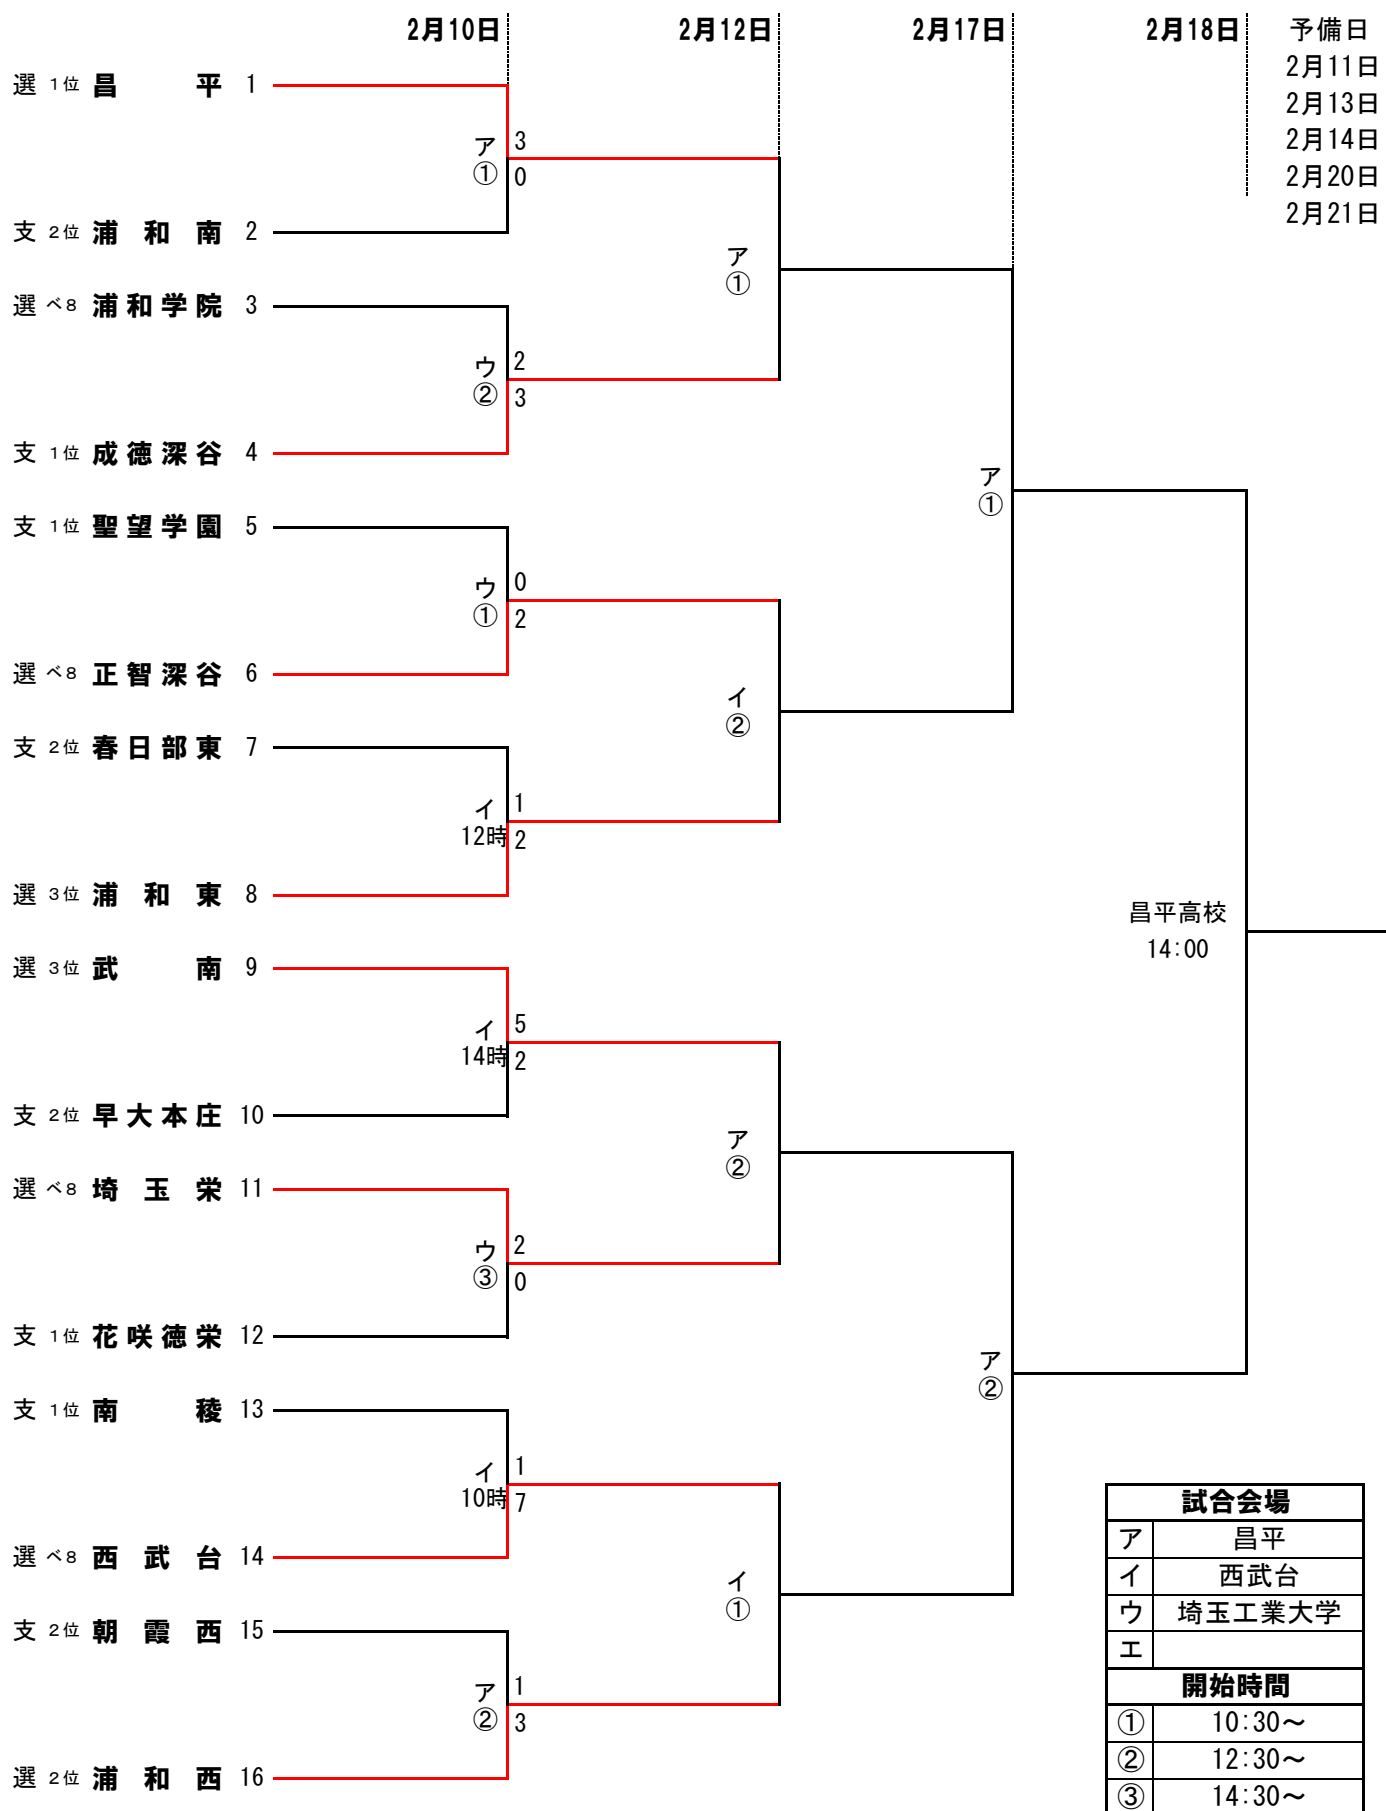 2月10日 2月12日 2月17日 2月18日 予備日
2月11日
2月13日
2月14日
2月20日
2月21日
選 1位 昌平 1
ア 3
① 0
支 2位 浦和南 2
ア
①
選 ベ8 浦和学院 3
ウ 2
② 3
支 1位 成徳深谷 4
ア
①
支 1位 聖望学園 5
ウ 0
① 2
選 ベ8 正智深谷 6
イ
②
支 2位 春日部東 7
イ 1
12時 2
選 3位 浦和東 8
昌平高校
14:00
選 3位 武南 9
イ 5
14時 2
支 2位 早大本庄 10
ア
②
選 ベ8 埼玉栄 11
ウ 2
③ 0
支 1位 花咲徳栄 12
ア
②
支 1位 南稜 13
イ 1
10時 7
選 ベ8 西武台 14
イ
①
支 2位 朝霞西 15
ア 1
② 3
選 2位 浦和西 16
試合会場
ア 昌平
イ 西武台
ウ 埼玉工業大学
エ
開始時間
① 10:30～
② 12:30～
③ 14:30～